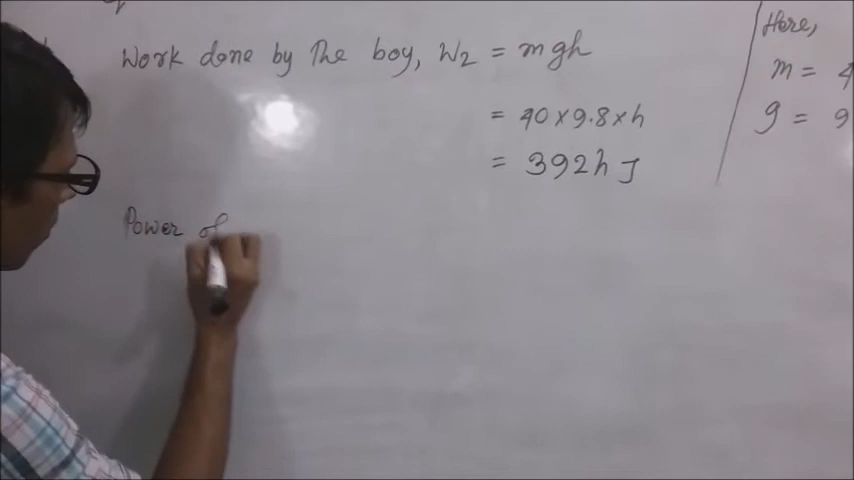 Work done by The boy, W₂ = mgh
= 40 x 9.8 x h
= 392h J
Power of
Here,
m = 4
g = 9